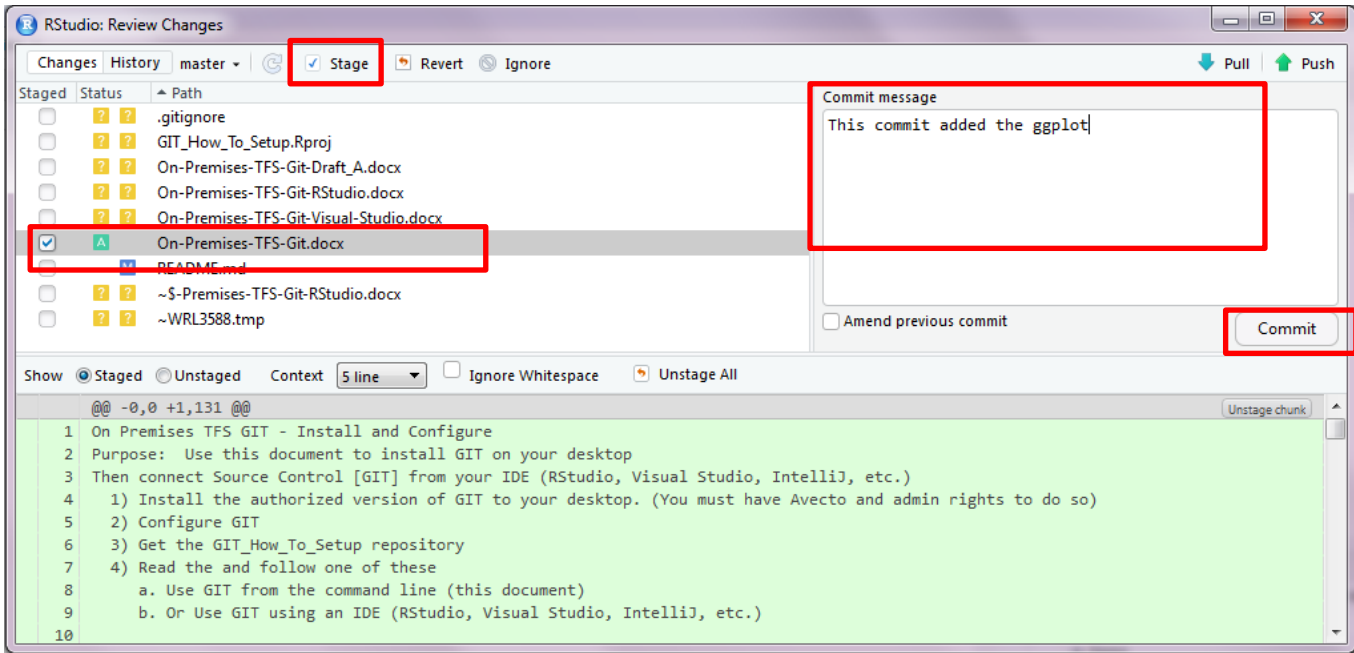 RStudio: Review Changes
Changes History master Stage Revert Ignore Pull Push
Staged Status Path
? ? .gitignore
? ? GIT_How_To_Setup.Rproj
? ? On-Premises-TFS-Git-Draft_A.docx
? ? On-Premises-TFS-Git-RStudio.docx
? ? On-Premises-TFS-Git-Visual-Studio.docx
A On-Premises-TFS-Git.docx
M README.md
? ? ~$-Premises-TFS-Git-RStudio.docx
? ? ~WRL3588.tmp
Commit message
This commit added the ggplot
Amend previous commit
Commit
Show Staged Unstaged Context 5 line Ignore Whitespace Unstage All
@@ -0,0 +1,131 @@ Unstage chunk
1 On Premises TFS GIT - Install and Configure
2 Purpose:  Use this document to install GIT on your desktop
3 Then connect Source Control [GIT] from your IDE (RStudio, Visual Studio, IntelliJ, etc.)
4 1) Install the authorized version of GIT to your desktop. (You must have Avecto and admin rights to do so)
5 2) Configure GIT
6 3) Get the GIT_How_To_Setup repository
7 4) Read the and follow one of these
8 a. Use GIT from the command line (this document)
9 b. Or Use GIT using an IDE (RStudio, Visual Studio, IntelliJ, etc.)
10